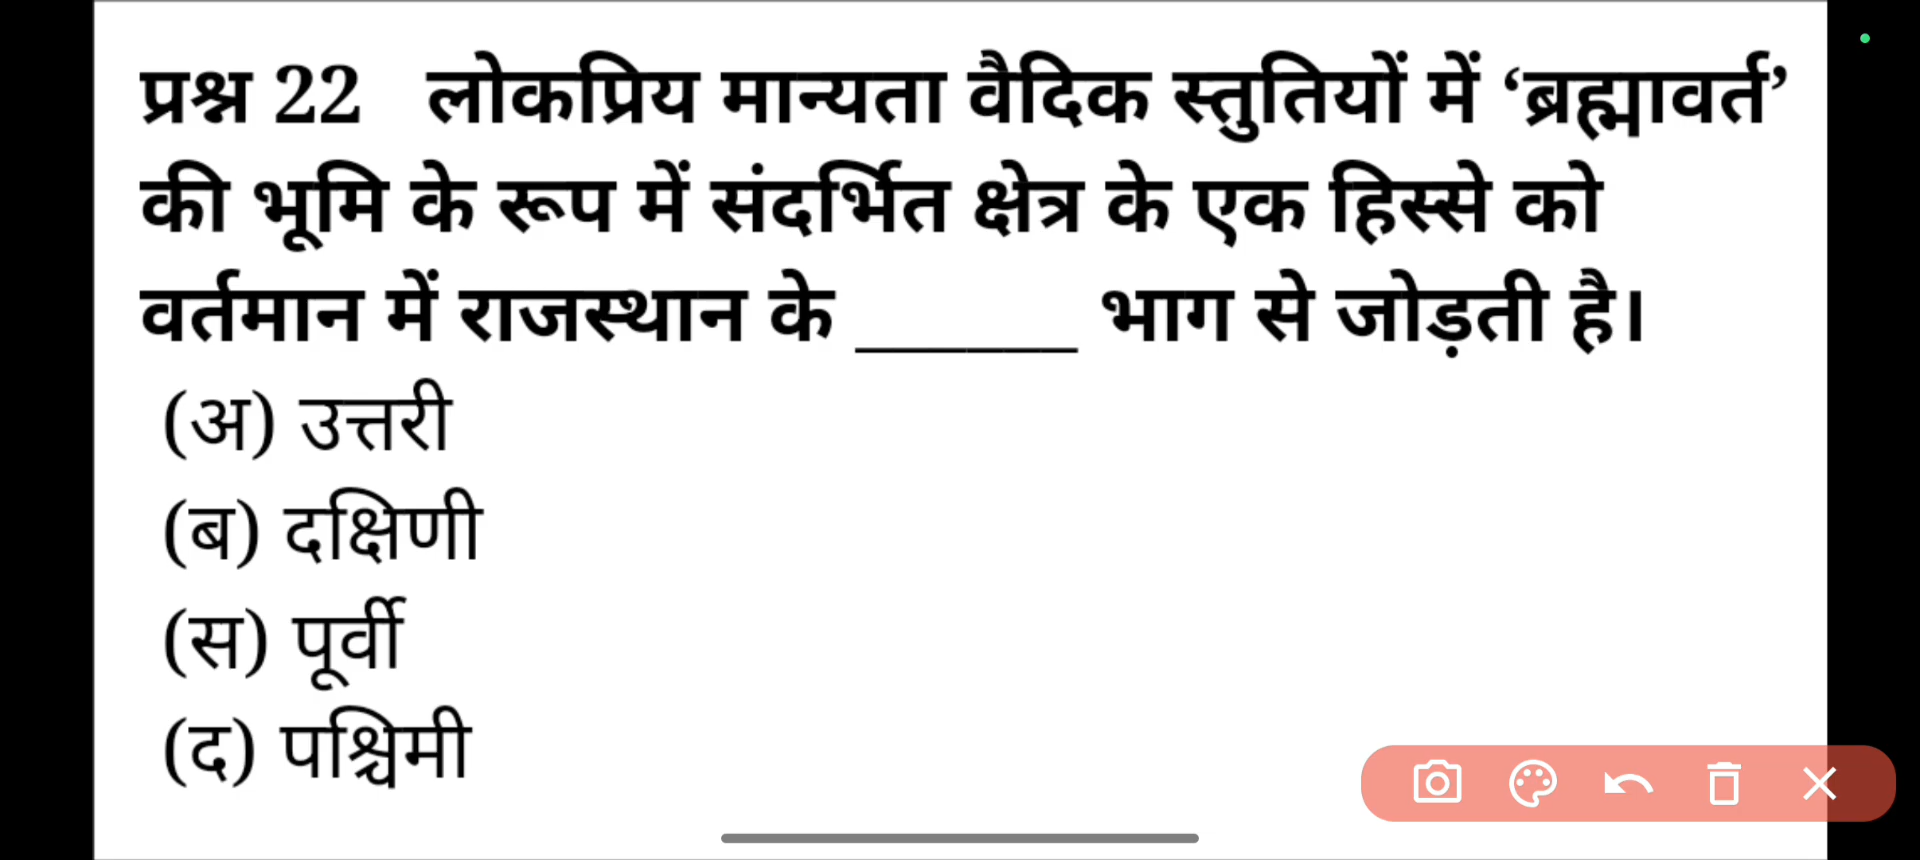 प्रश्न 22 लोकप्रिय मान्यता वैदिक स्तुतियों में ‘ब्रह्मावर्त’
की भूमि के रूप में संदर्भित क्षेत्र के एक हिस्से को
वर्तमान में राजस्थान के ______ भाग से जोड़ती है।
(अ) उत्तरी
(ब) दक्षिणी
(स) पूर्वी
(द) पश्चिमी